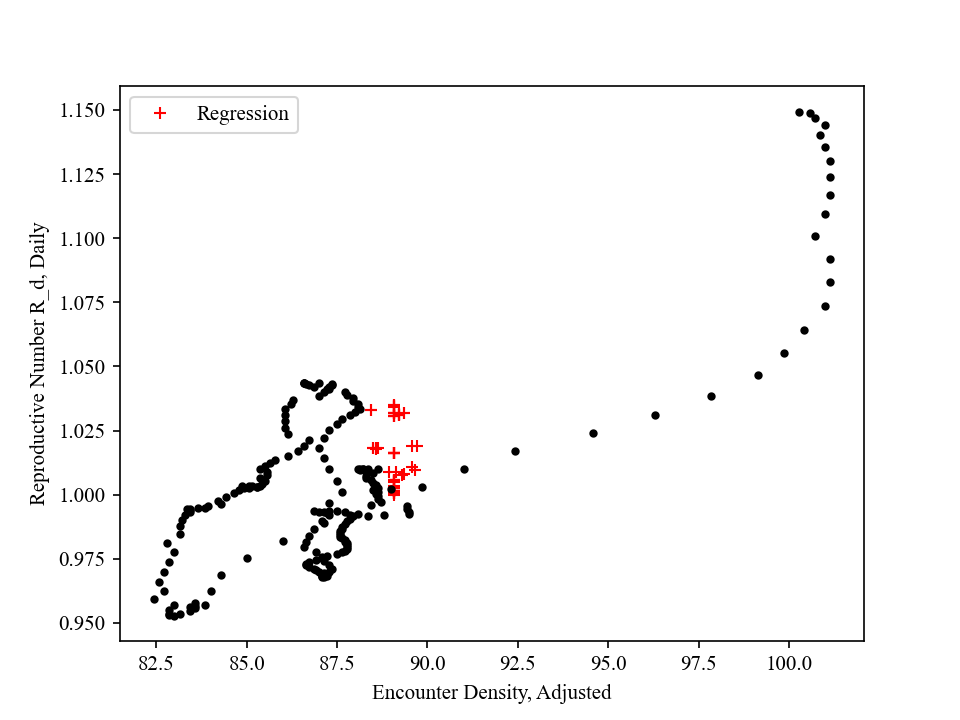 Regression
1.150
1.125
1.100
1.075
1.050
1.025
1.000
0.975
0.950
Reproductive Number R_d, Daily
82.5 85.0 87.5 90.0 92.5 95.0 97.5 100.0
Encounter Density, Adjusted